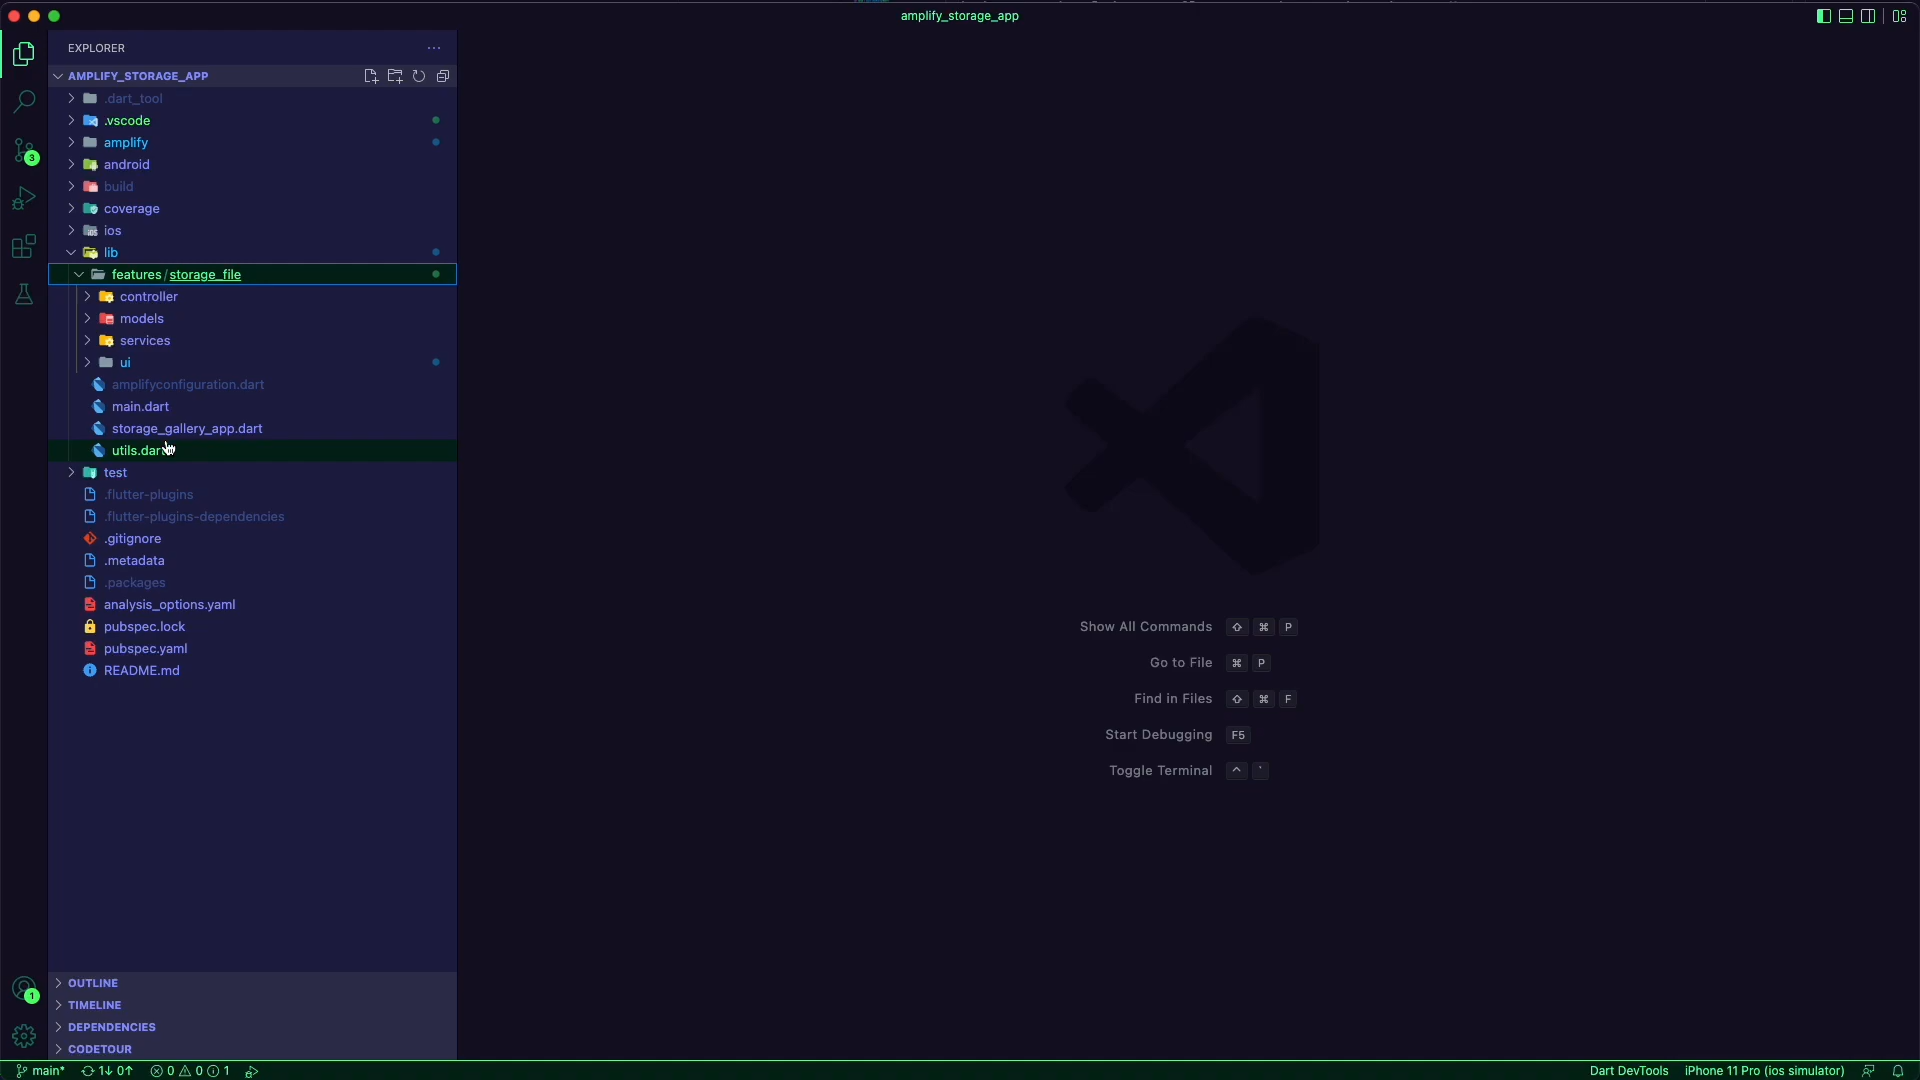 amplify_storage_app
EXPLORER
AMPLIFY_STORAGE_APP
.dart_tool
.vscode
amplify
android
build
coverage
ios
lib
features / storage_file
controller
models
services
ui
amplifyconfiguration.dart
main.dart
storage_gallery_app.dart
utils.dart
test
.flutter-plugins
.flutter-plugins-dependencies
.gitignore
.metadata
.packages
analysis_options.yaml
pubspec.lock
pubspec.yaml
README.md
Show All Commands ⇧ ⌘ P
Go to File ⌘ P
Find in Files ⇧ ⌘ F
Start Debugging F5
Toggle Terminal ^ `
OUTLINE
TIMELINE
DEPENDENCIES
CODETOUR
3
1
main* 1↓ 0↑ 0 0 1
Dart DevTools iPhone 11 Pro (ios simulator)